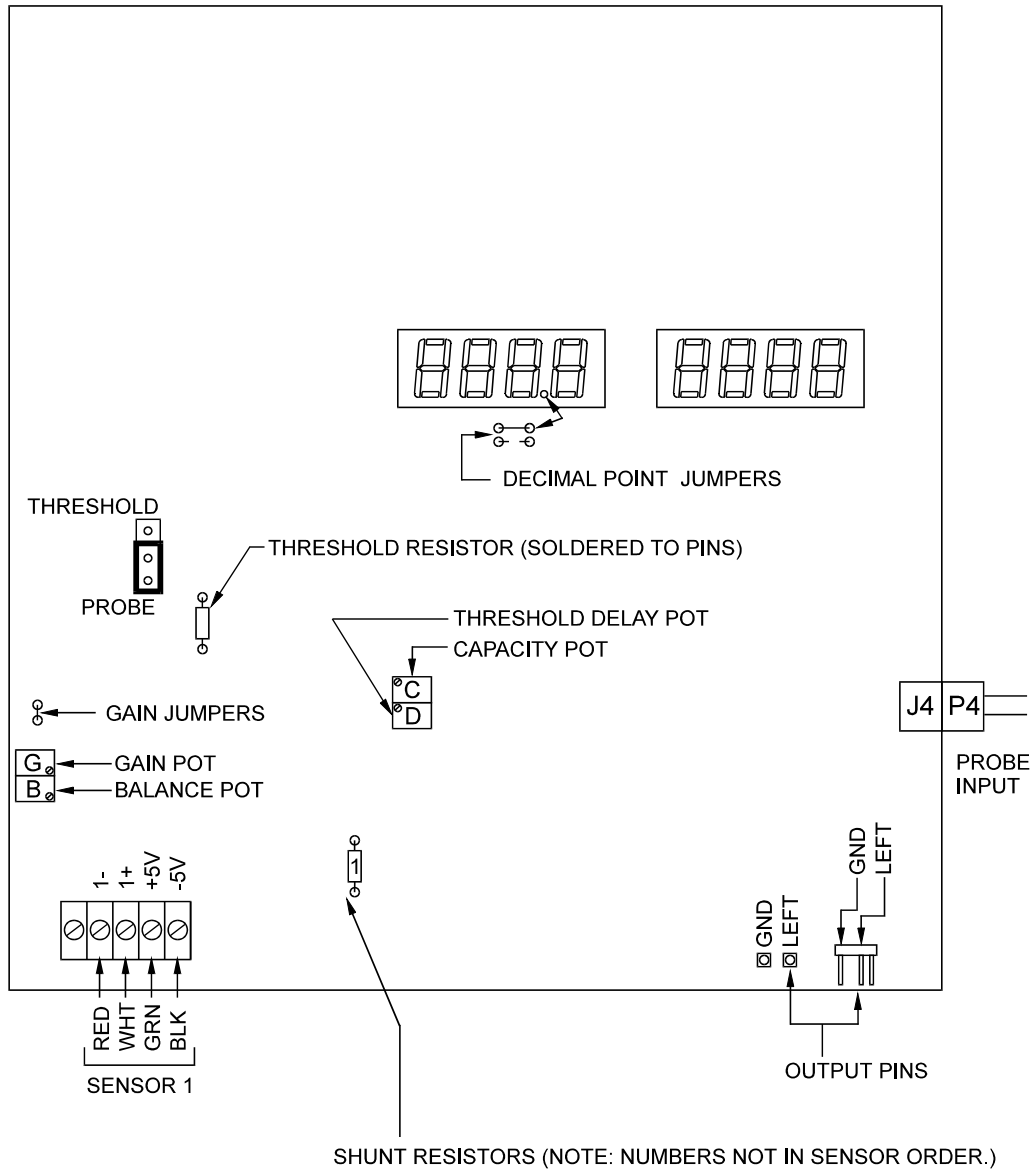 DECIMAL POINT JUMPERS
THRESHOLD
THRESHOLD RESISTOR (SOLDERED TO PINS)
PROBE
THRESHOLD DELAY POT
CAPACITY POT
C
D
J4 P4
GAIN JUMPERS
G
GAIN POT
B
BALANCE POT
PROBE
INPUT
1
1-
1+
+5V
-5V
GND
LEFT
GND
LEFT
RED
WHT
GRN
BLK
SENSOR 1
OUTPUT PINS
SHUNT RESISTORS (NOTE: NUMBERS NOT IN SENSOR ORDER.)